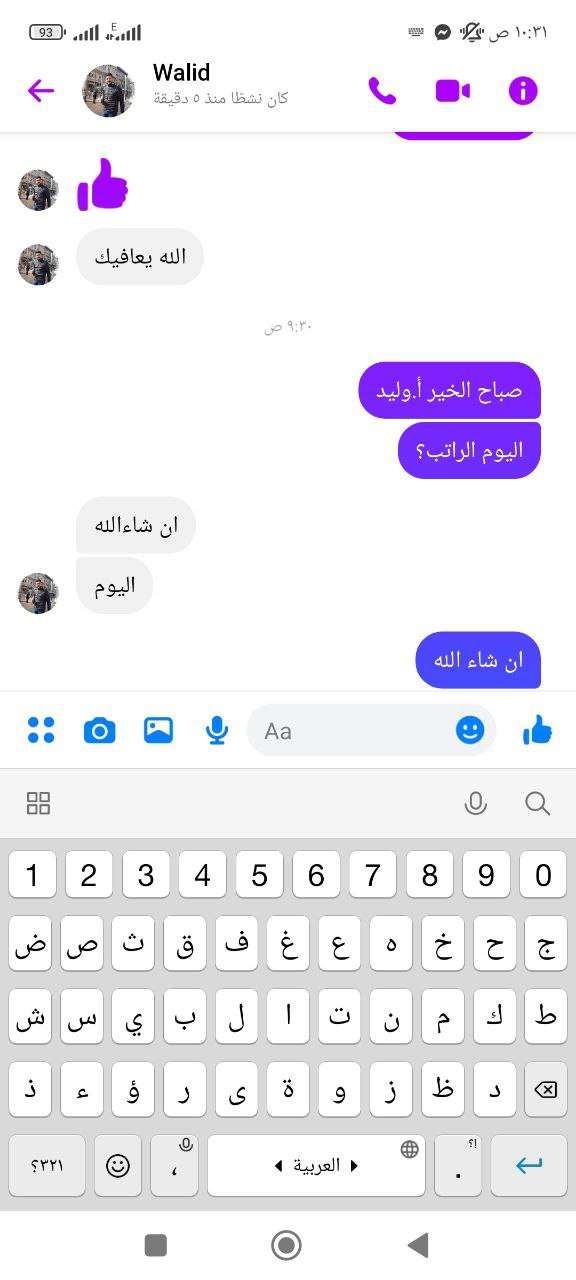 93
E
١٠:٣١ ص
Walid
كان نشطًا منذ ٥ دقيقة
الله يعافيك
٩:٣٠ ص
صباح الخير أ.وليد
اليوم الراتب؟
ان شاءالله
اليوم
ان شاء الله
Aa
1 2 3 4 5 6 7 8 9 0
ض ص ث ق ف غ ع ه خ ح ج
ش س ي ب ل ا ت ن م ك ط
ذ ء ؤ ر ى ة و ز ظ د
؟٣٢١ ، العربية . !؟